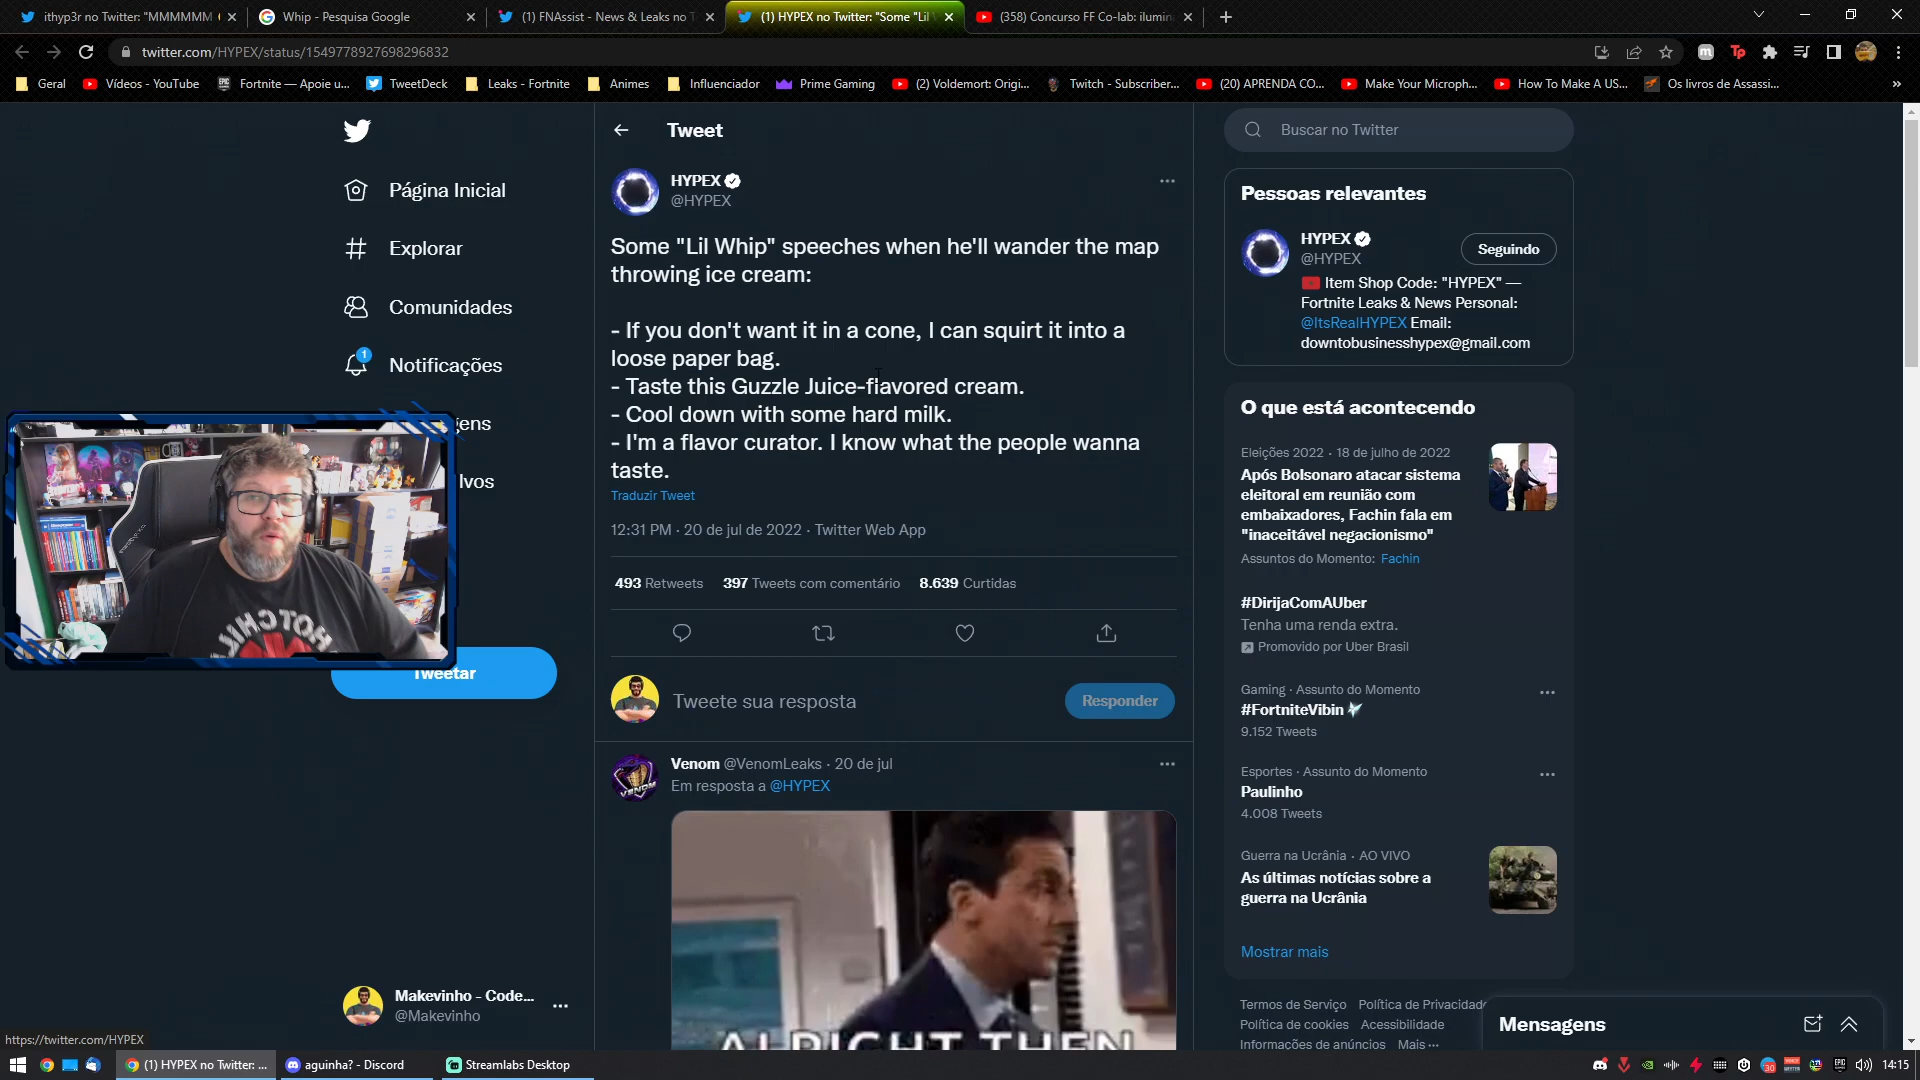 ithyp3r no Twitter: "MMMMMM
Whip - Pesquisa Google
(1) FNAssist - News & Leaks no T
(1) HYPEX no Twitter: "Some "Lil
(358) Concurso FF Co-lab: ilumin
twitter.com/HYPEX/status/1549778927698296832
Geral
Vídeos - YouTube
Fortnite — Apoie u...
TweetDeck
Leaks - Fortnite
Animes
Influenciador
Prime Gaming
(2) Voldemort: Origi...
Twitch - Subscriber...
(20) APRENDA CO...
Make Your Microph...
How To Make A US...
Os livros de Assassi...
Página Inicial
Explorar
Comunidades
1
Notificações
gens
lvos
Tweetar
Makevinho - Code...
@Makevinho
Tweet
HYPEX
@HYPEX
Some "Lil Whip" speeches when he'll wander the map
throwing ice cream:
- If you don't want it in a cone, I can squirt it into a
loose paper bag.
- Taste this Guzzle Juice-flavored cream.
- Cool down with some hard milk.
- I'm a flavor curator. I know what the people wanna
taste.
Traduzir Tweet
12:31 PM · 20 de jul de 2022 · Twitter Web App
493 Retweets 397 Tweets com comentário 8.639 Curtidas
Tweete sua resposta
Responder
Venom @VenomLeaks · 20 de jul
Em resposta a @HYPEX
VENOM
ALRIGHT THEN
Buscar no Twitter
Pessoas relevantes
HYPEX
@HYPEX
Seguindo
Item Shop Code: "HYPEX" —
Fortnite Leaks & News Personal:
@ItsRealHYPEX Email:
downtobusinesshypex@gmail.com
O que está acontecendo
Eleições 2022 · 18 de julho de 2022
Após Bolsonaro atacar sistema
eleitoral em reunião com
embaixadores, Fachin fala em
"inaceitável negacionismo"
Assuntos do Momento: Fachin
#DirijaComAUber
Tenha uma renda extra.
Promovido por Uber Brasil
Gaming · Assunto do Momento
#FortniteVibin
9.152 Tweets
Esportes · Assunto do Momento
Paulinho
4.008 Tweets
Guerra na Ucrânia · AO VIVO
As últimas notícias sobre a
guerra na Ucrânia
Mostrar mais
Termos de Serviço Política de Privacidade
Política de cookies Acessibilidade
Informações de anúncios Mais ···
Mensagens
https://twitter.com/HYPEX
(1) HYPEX no Twitter: ...
aguinha? - Discord
Streamlabs Desktop
30
14:15